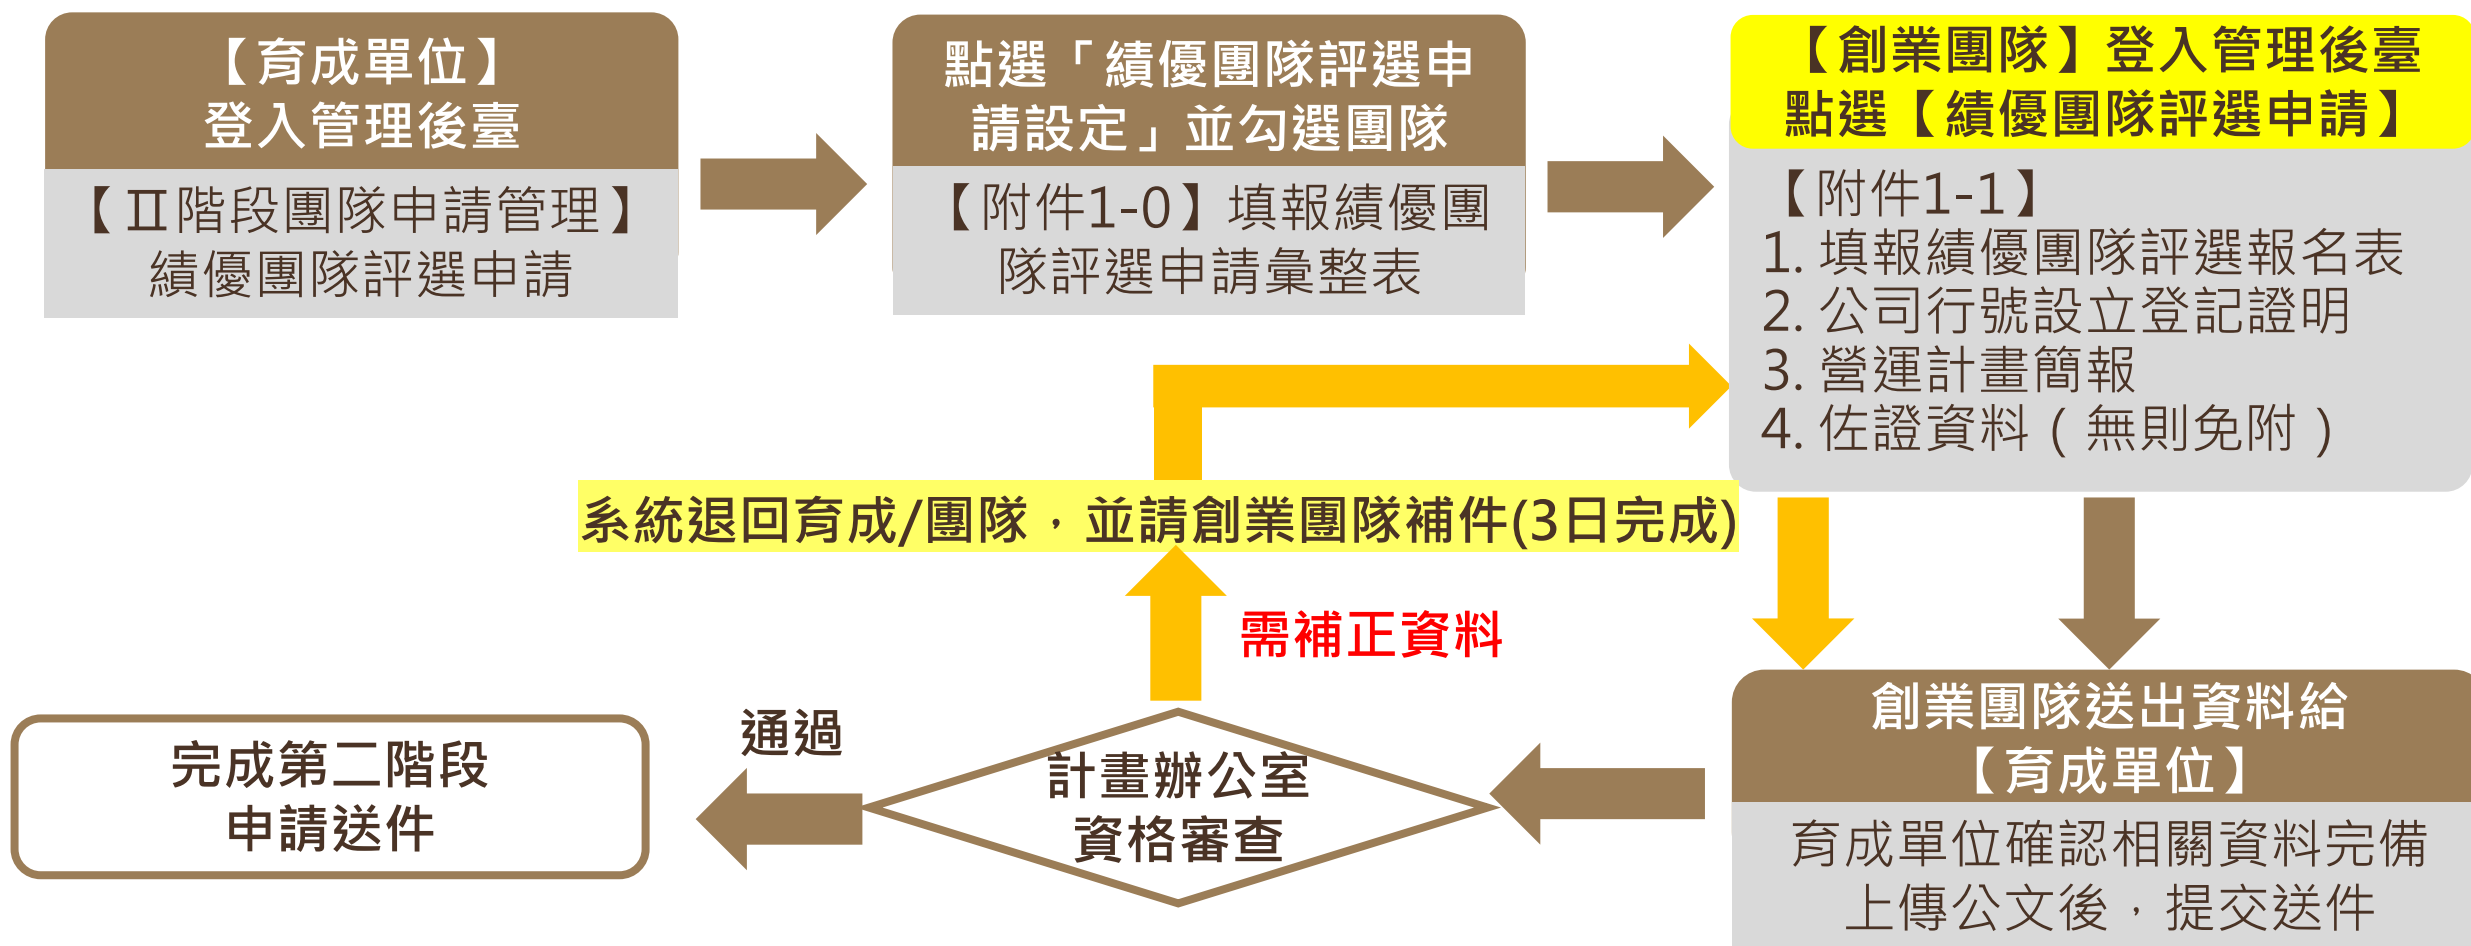 【育成單位】
登入管理後臺
【Ⅱ階段團隊申請管理】
績優團隊評選申請
點選「績優團隊評選申
請設定」並勾選團隊
【附件1-0】填報績優團
隊評選申請彙整表
【創業團隊】登入管理後臺
點選【績優團隊評選申請】
【附件1-1】
1. 填報績優團隊評選報名表
2. 公司行號設立登記證明
3. 營運計畫簡報
4. 佐證資料（無則免附）
系統退回育成/團隊，並請創業團隊補件(3日完成)
需補正資料
創業團隊送出資料給
【育成單位】
育成單位確認相關資料完備
上傳公文後，提交送件
計畫辦公室
資格審查
通過
完成第二階段
申請送件